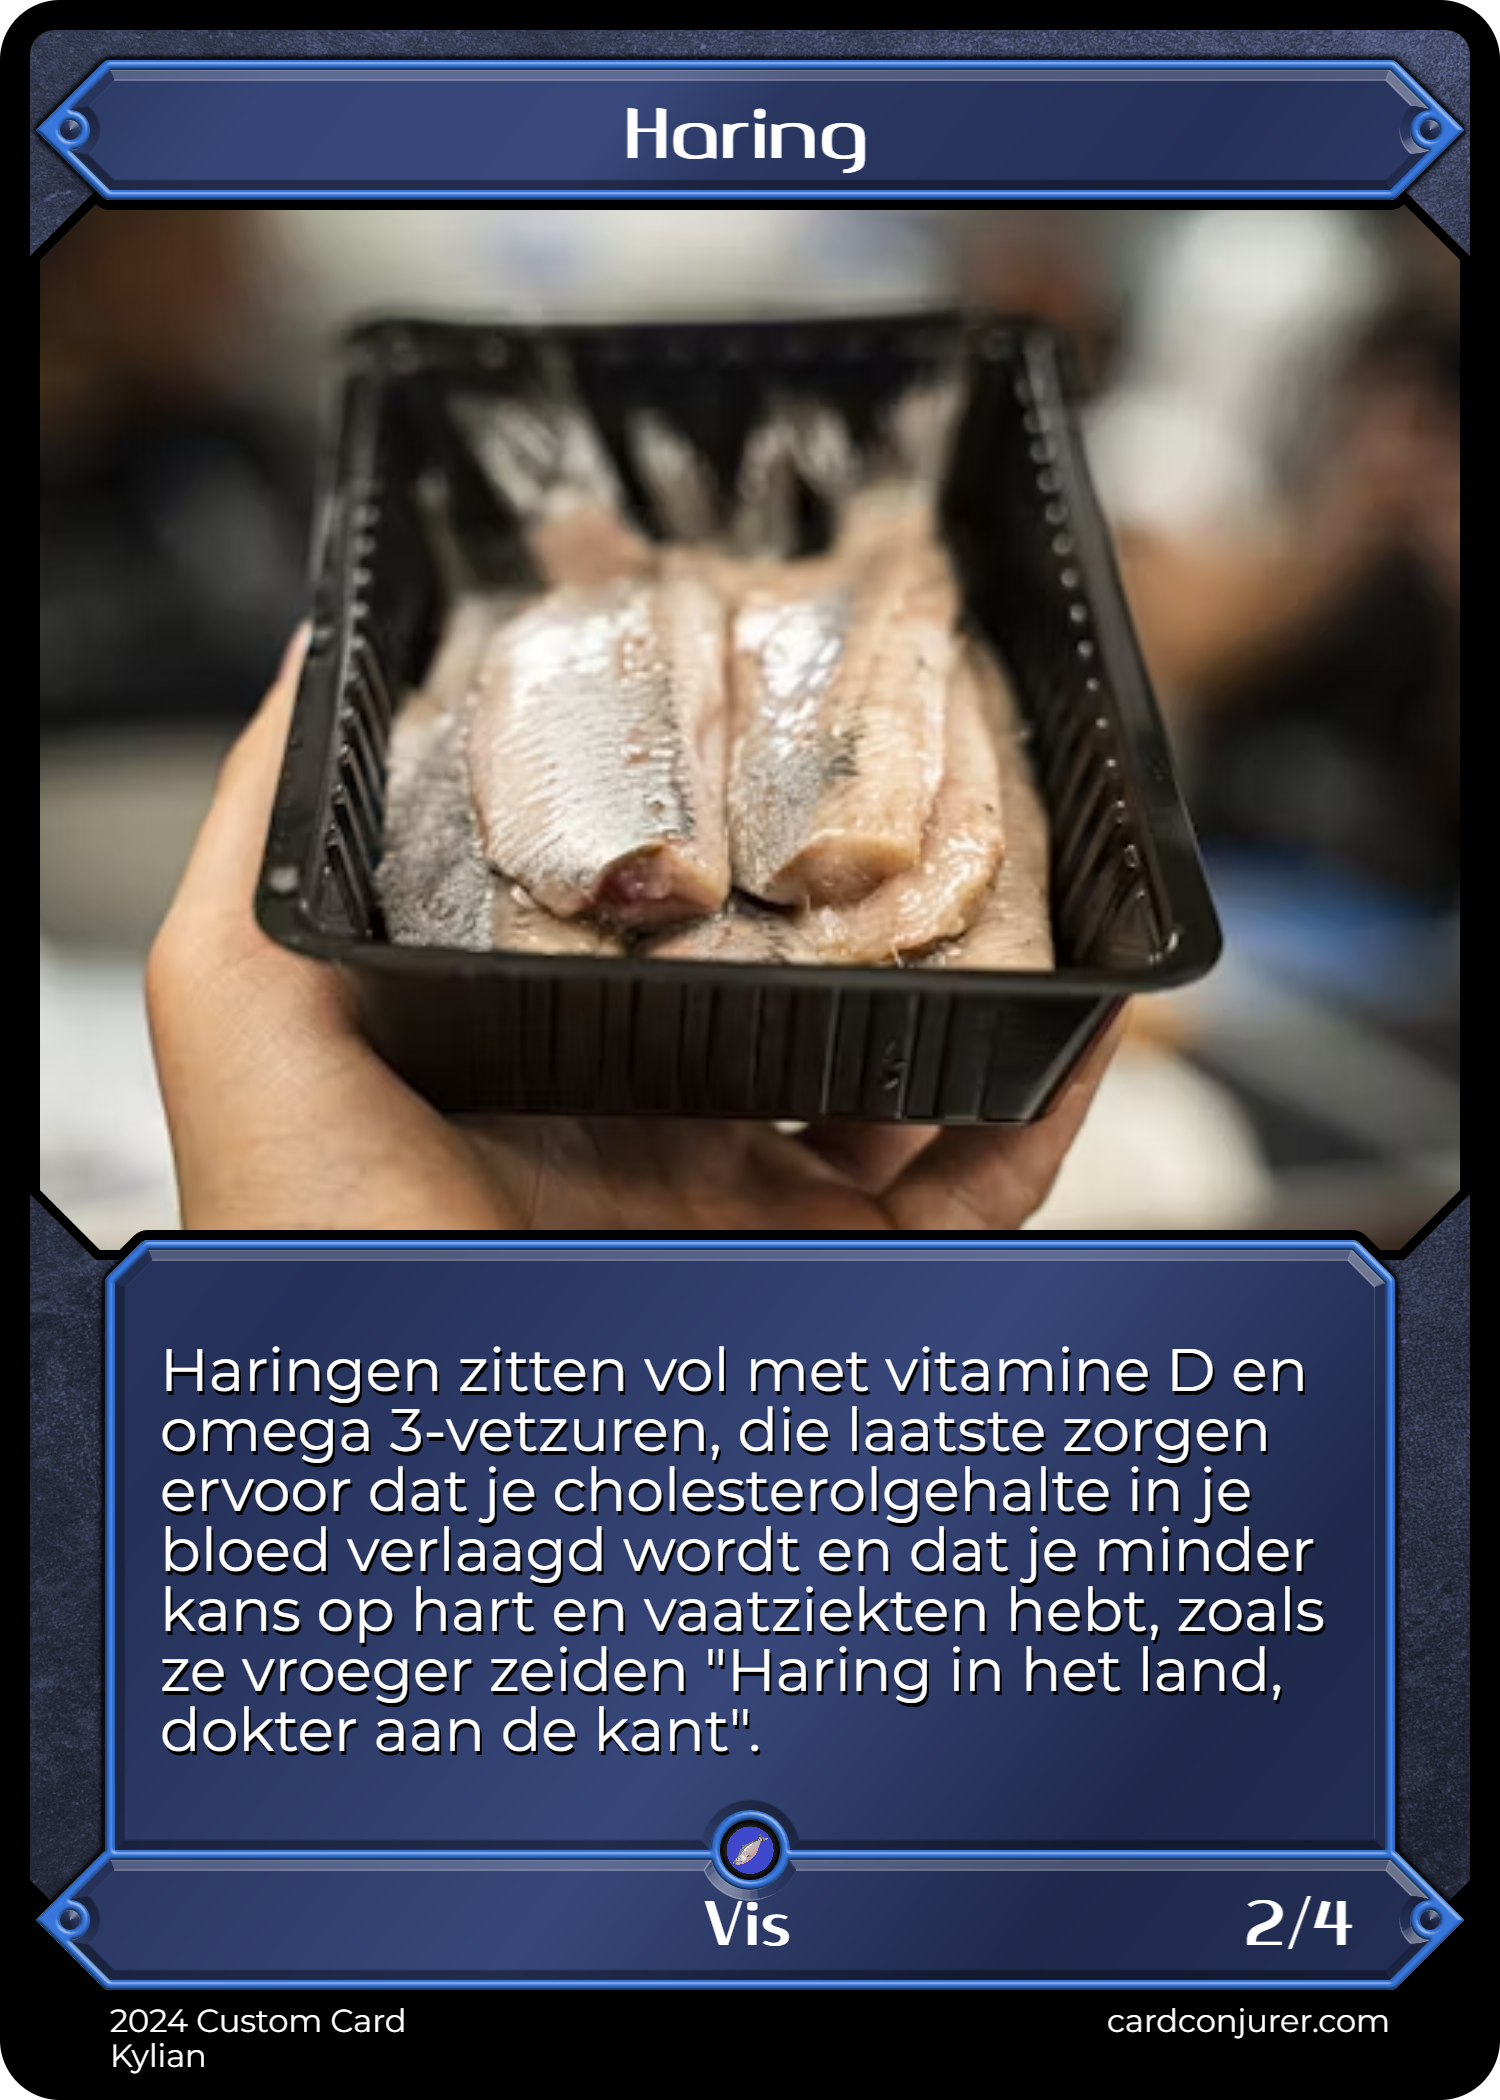 Haring
Haringen zitten vol met vitamine D en
omega 3-vetzuren, die laatste zorgen
ervoor dat je cholesterolgehalte in je
bloed verlaagd wordt en dat je minder
kans op hart en vaatziekten hebt, zoals
ze vroeger zeiden "Haring in het land,
dokter aan de kant".
Vis
2/4
2024 Custom Card
cardconjurer.com
Kylian